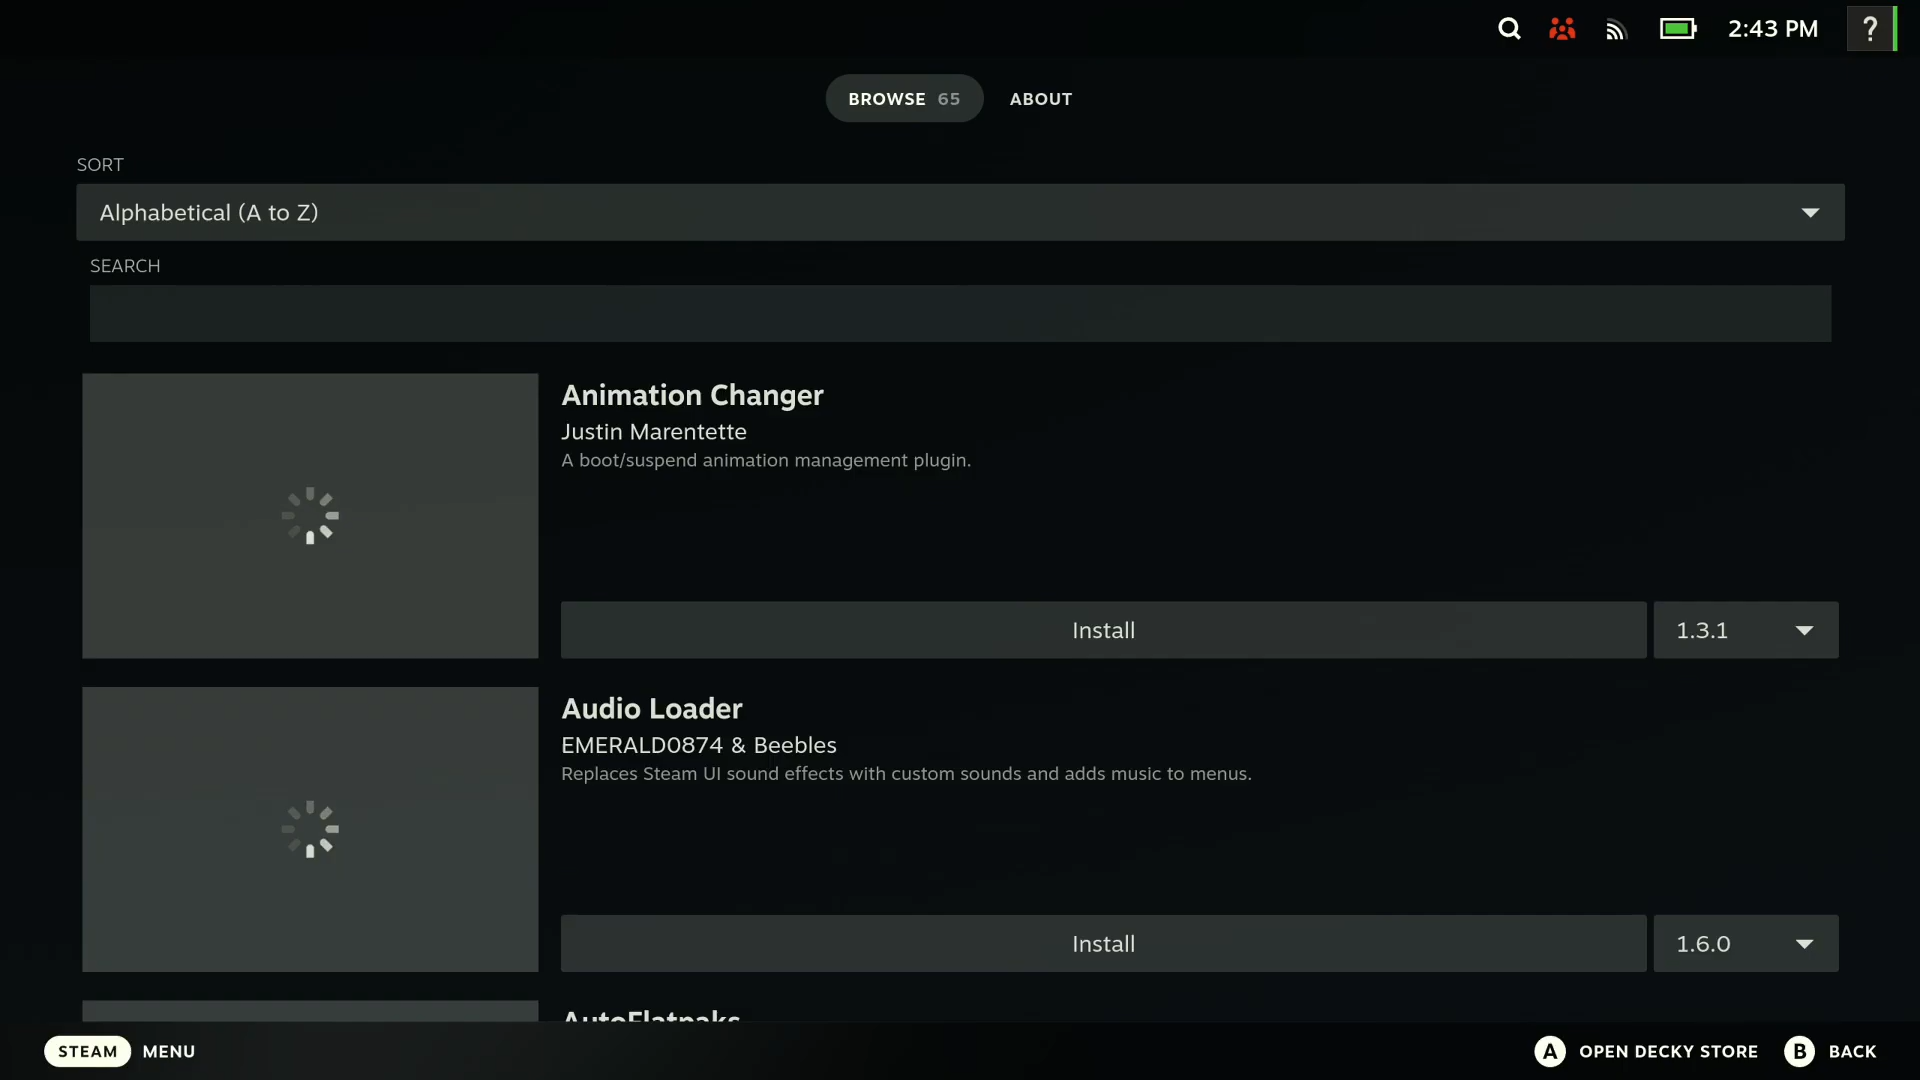 2:43 PM
?
BROWSE 65
ABOUT
SORT
Alphabetical (A to Z)
SEARCH
Animation Changer
Justin Marentette
A boot/suspend animation management plugin.
Install
1.3.1
Audio Loader
EMERALD0874 & Beebles
Replaces Steam UI sound effects with custom sounds and adds music to menus.
Install
1.6.0
AutoFlatpaks
STEAM MENU
A OPEN DECKY STORE B BACK